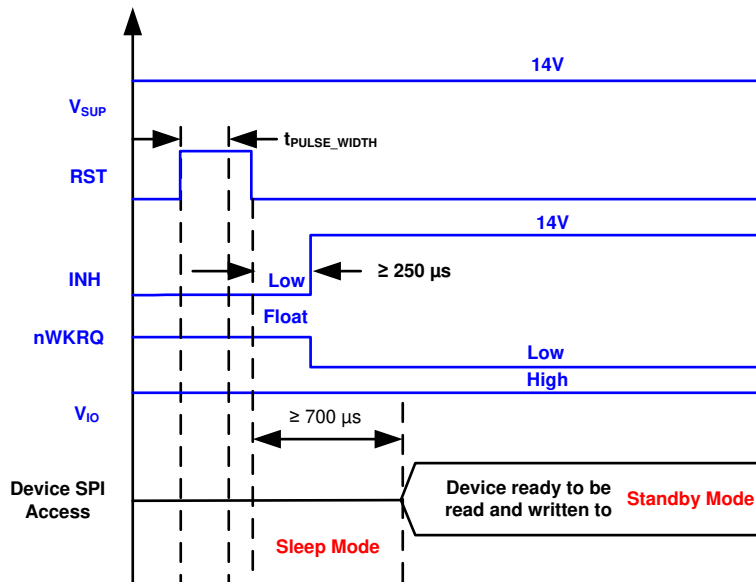 14V
VSUP
tPULSE_WIDTH
RST
14V
≥ 250 µs
INH
Low
Float
nWKRQ
Low
High
VIO
≥ 700 µs
Device SPI
Access
Device ready to be
read and written to
Standby Mode
Sleep Mode